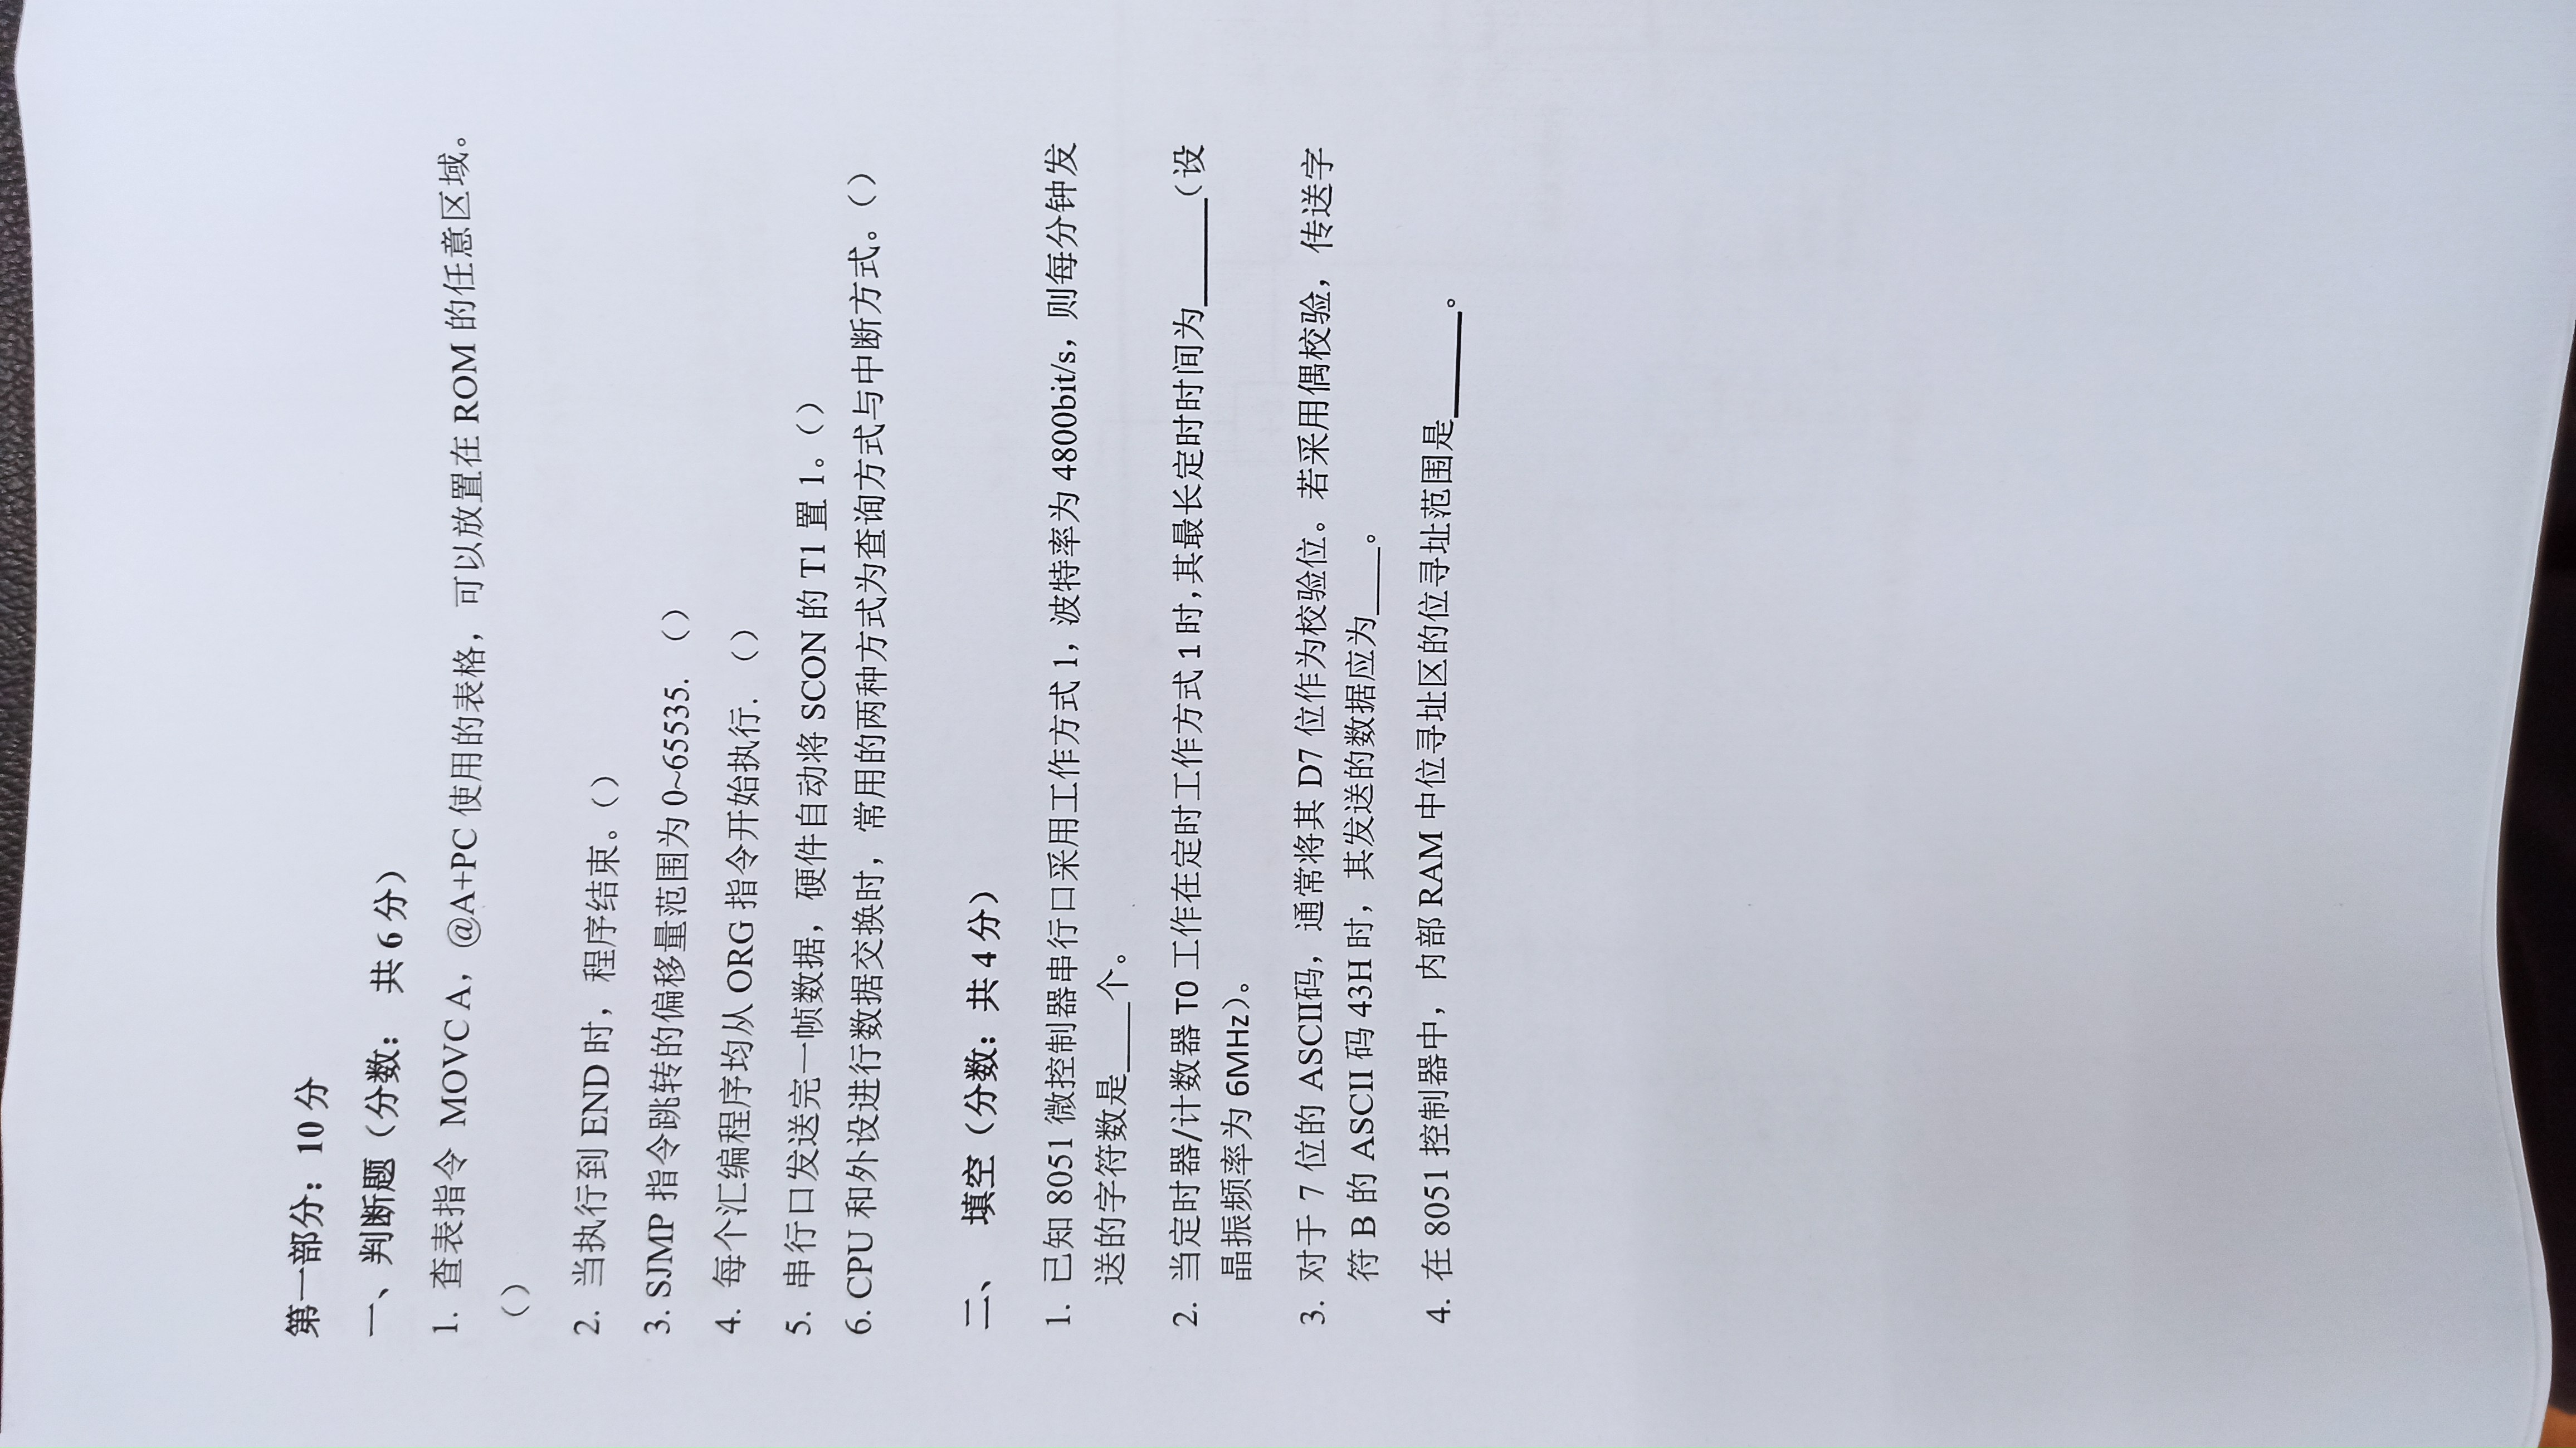 第一部分：10 分
一、判断题（分数： 共 6 分）
1. 查表指令 MOVC A，@A+PC 使用的表格，可以放置在 ROM 的任意区域。
（）
2. 当执行到 END 时，程序结束。（）
3. SJMP 指令跳转的偏移量范围为 0~65535. （）
4. 每个汇编程序均从 ORG 指令开始执行. （）
5. 串行口发送完一帧数据，硬件自动将 SCON 的 T1 置 1。（）
6. CPU 和外设进行数据交换时，常用的两种方式为查询方式与中断方式。（）
二、 填空（分数：共 4 分）
1. 已知 8051 微控制器串行口采用工作方式 1，波特率为 4800bit/s，则每分钟发
送的字符数是____个。
2. 当定时器/计数器 T0 工作在定时工作方式 1 时，其最长定时时间为______（设
晶振频率为 6MHz）。
3. 对于 7 位的 ASCII码，通常将其 D7 位作为校验位。若采用偶校验，传送字
符 B 的 ASCII 码 43H 时，其发送的数据应为____。
4. 在 8051 控制器中，内部 RAM 中位寻址区的位寻址范围是______。